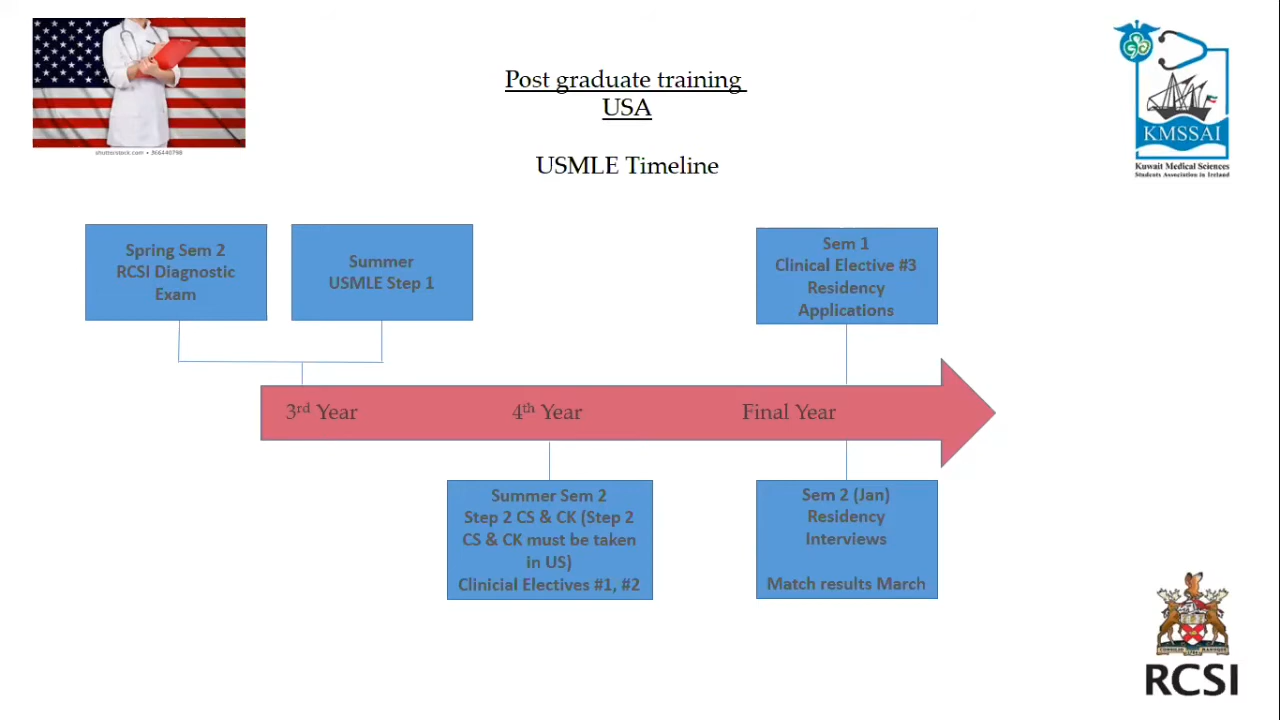 Post graduate training
USA
USMLE Timeline
shutterstock.com • 366440798
KMSSAI
Kuwait Medical Sciences
Students Association in Ireland
Spring Sem 2
RCSI Diagnostic
Exam
Summer
USMLE Step 1
Sem 1
Clinical Elective #3
Residency
Applications
3rd Year
4th Year
Final Year
Summer Sem 2
Step 2 CS & CK (Step 2
CS & CK must be taken
in US)
Clinicial Electives #1, #2
Sem 2 (Jan)
Residency
Interviews
Match results March
RCSI